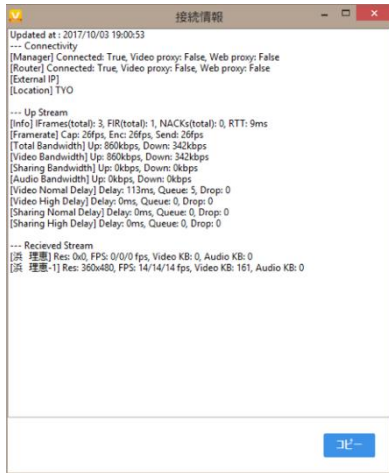 接続情報
Updated at : 2017/10/03 19:00:53
--- Connectivity
[Manager] Connected: True, Video proxy: False, Web proxy: False
[Router] Connected: True, Video proxy: False, Web proxy: False
[External IP]
[Location] TYO
--- Up Stream
[Info] IFrames(total): 3, FIR(total): 1, NACKs(total): 0, RTT: 9ms
[Framerate] Cap: 26fps, Enc: 26fps, Send: 26fps
[Total Bandwidth] Up: 860kbps, Down: 342kbps
[Video Bandwidth] Up: 860kbps, Down: 342kbps
[Sharing Bandwidth] Up: 0kbps, Down: 0kbps
[Audio Bandwidth] Up: 0kbps, Down: 0kbps
[Video Nomal Delay] Delay: 113ms, Queue: 5, Drop: 0
[Video High Delay] Delay: 0ms, Queue: 0, Drop: 0
[Sharing Nomal Delay] Delay: 0ms, Queue: 0, Drop: 0
[Sharing High Delay] Delay: 0ms, Queue: 0, Drop: 0
--- Recieved Stream
[浜 理恵] Res: 0x0, FPS: 0/0/0 fps, Video KB: 0, Audio KB: 0
[浜 理恵-1] Res: 360x480, FPS: 14/14/14 fps, Video KB: 161, Audio KB: 0
コピー